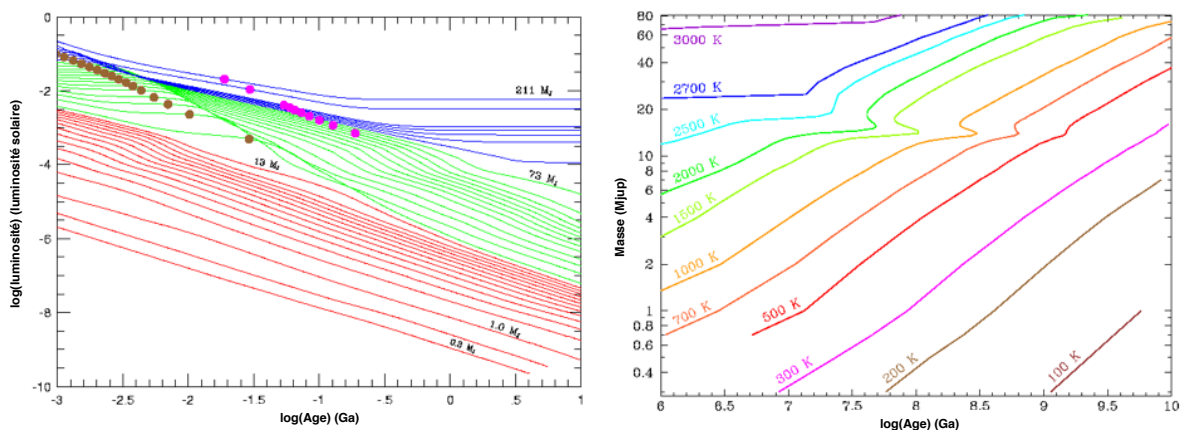 0
-2
-4
-6
-8
-10
-3
-2.5
-2
-1.5
-1
-.5
0
.5
1
log(luminosité) (luminosité solaire)
log(Age) (Ga)
211 MJ
73 MJ
13 MJ
1.0 MJ
0.3 MJ
80
60
40
20
10
8
6
4
2
1
0.8
0.6
0.4
6
6.5
7
7.5
8
8.5
9
9.5
10
Masse (Mjup)
log(Age) (Ga)
3000 K
2700 K
2500 K
2000 K
1500 K
1000 K
700 K
500 K
300 K
200 K
100 K